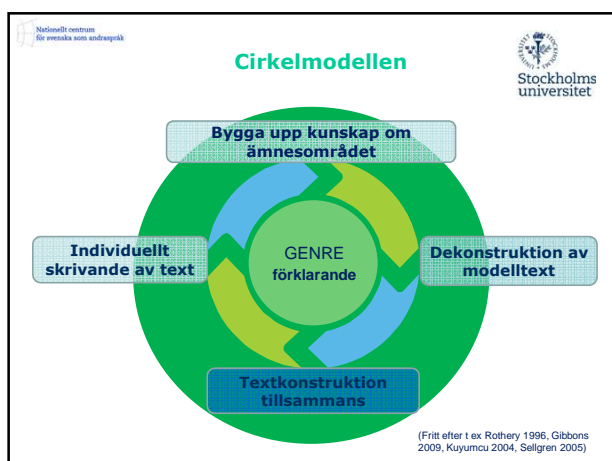 Nationellt centrum
för svenska som andraspråk
Cirkelmodellen
Stockholms
universitet
Bygga upp kunskap om
ämnesområdet
Individuellt
skrivande av text
GENRE
förklarande
Dekonstruktion av
modelltext
Textkonstruktion
tillsammans
(Fritt efter t ex Rothery 1996, Gibbons
2009, Kuyumcu 2004, Sellgren 2005)